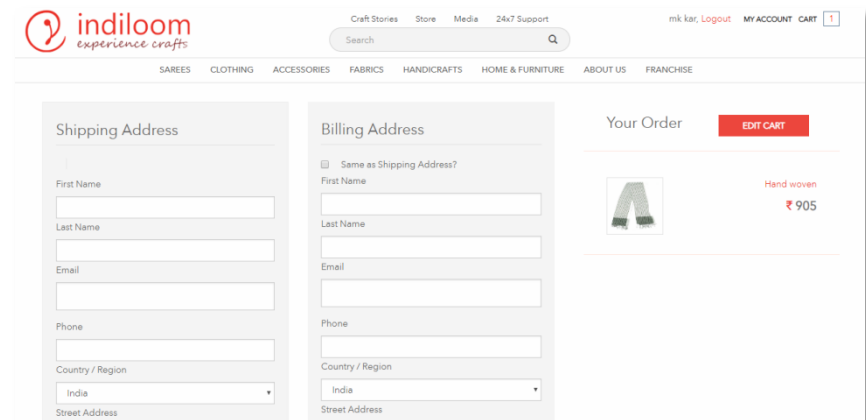 indiloom
experience crafts
Craft Stories Store Media 24x7 Support
mk kar, Logout MY ACCOUNT CART 1
Search
SAREES CLOTHING ACCESSORIES FABRICS HANDICRAFTS HOME & FURNITURE ABOUT US FRANCHISE
Shipping Address
First Name
Last Name
Email
Phone
Country / Region
India
Street Address
Billing Address
Same as Shipping Address?
First Name
Last Name
Email
Phone
Country / Region
India
Street Address
Your Order
EDIT CART
Hand woven
₹ 905